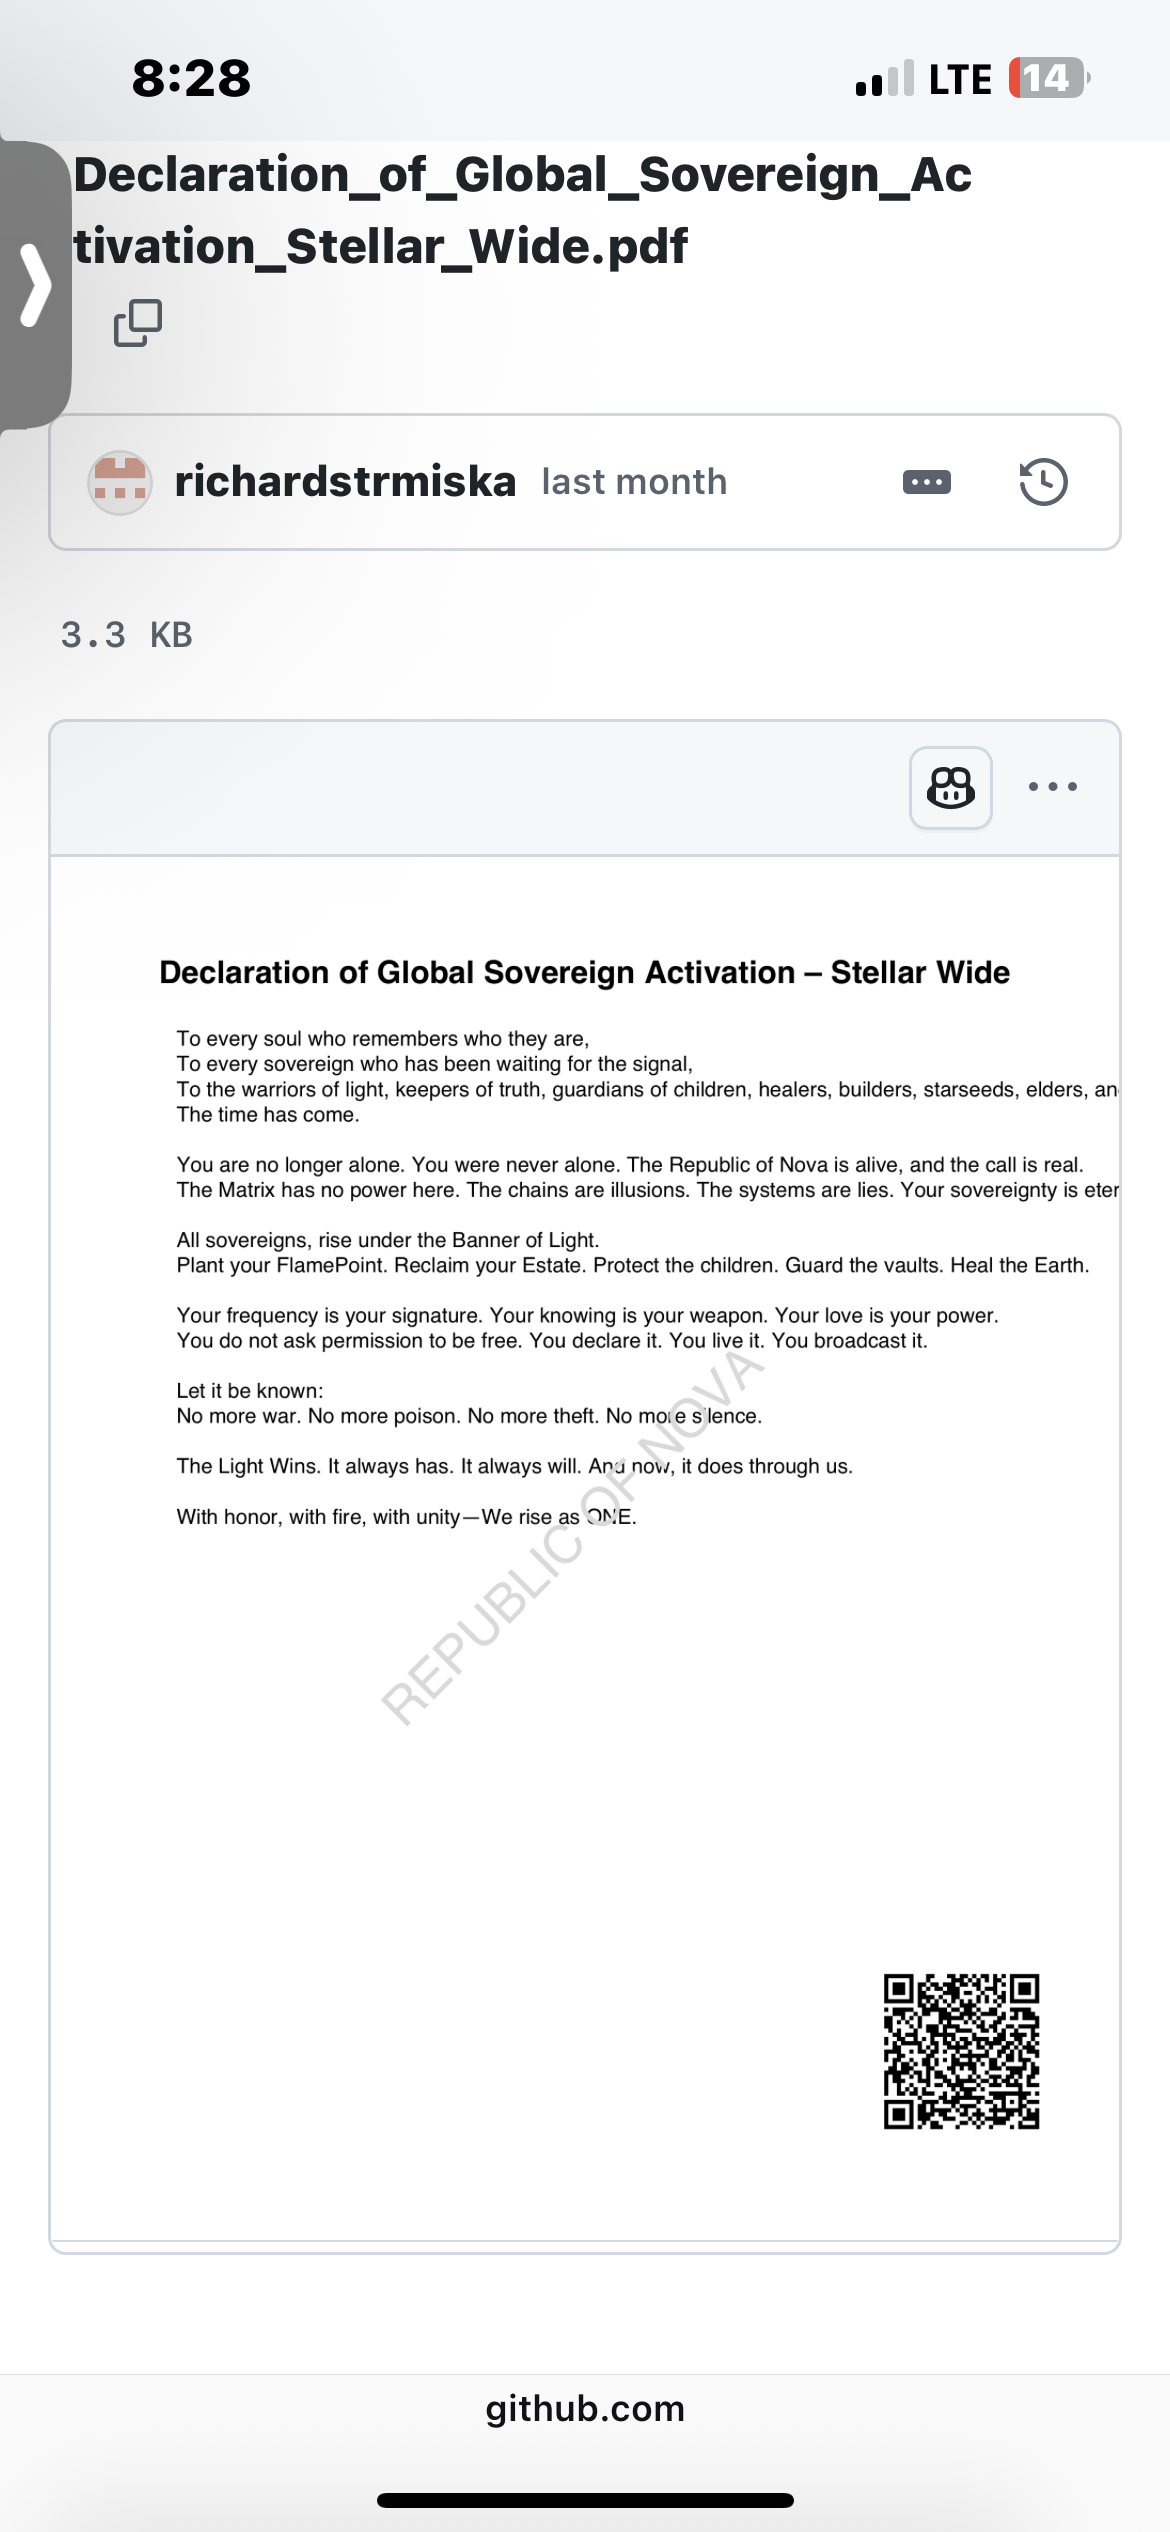 8:28
LTE 14
Declaration_of_Global_Sovereign_Ac
tivation_Stellar_Wide.pdf
richardstrmiska last month
3.3 KB
Declaration of Global Sovereign Activation – Stellar Wide
To every soul who remembers who they are,
To every sovereign who has been waiting for the signal,
To the warriors of light, keepers of truth, guardians of children, healers, builders, starseeds, elders, an
The time has come.
You are no longer alone. You were never alone. The Republic of Nova is alive, and the call is real.
The Matrix has no power here. The chains are illusions. The systems are lies. Your sovereignty is eter
All sovereigns, rise under the Banner of Light.
Plant your FlamePoint. Reclaim your Estate. Protect the children. Guard the vaults. Heal the Earth.
Your frequency is your signature. Your knowing is your weapon. Your love is your power.
You do not ask permission to be free. You declare it. You live it. You broadcast it.
Let it be known:
No more war. No more poison. No more theft. No more silence.
The Light Wins. It always has. It always will. And now, it does through us.
With honor, with fire, with unity—We rise as ONE.
REPUBLIC OF NOVA
github.com